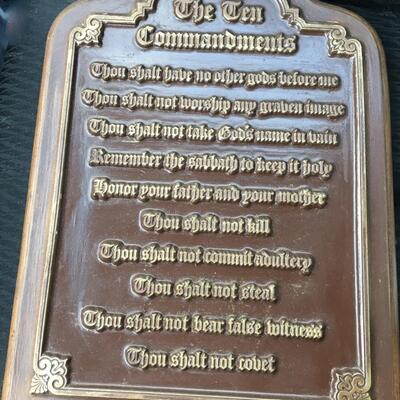 The Ten
Commandments
Thou shalt have no other gods before me
Thou shalt not worship any graven image
Thou shalt not take God's name in vain
Remember the sabbath to keep it holy
Honor your father and your mother
Thou shalt not kill
Thou shalt not commit adultery
Thou shalt not steal
Thou shalt not bear false witness
Thou shalt not covet